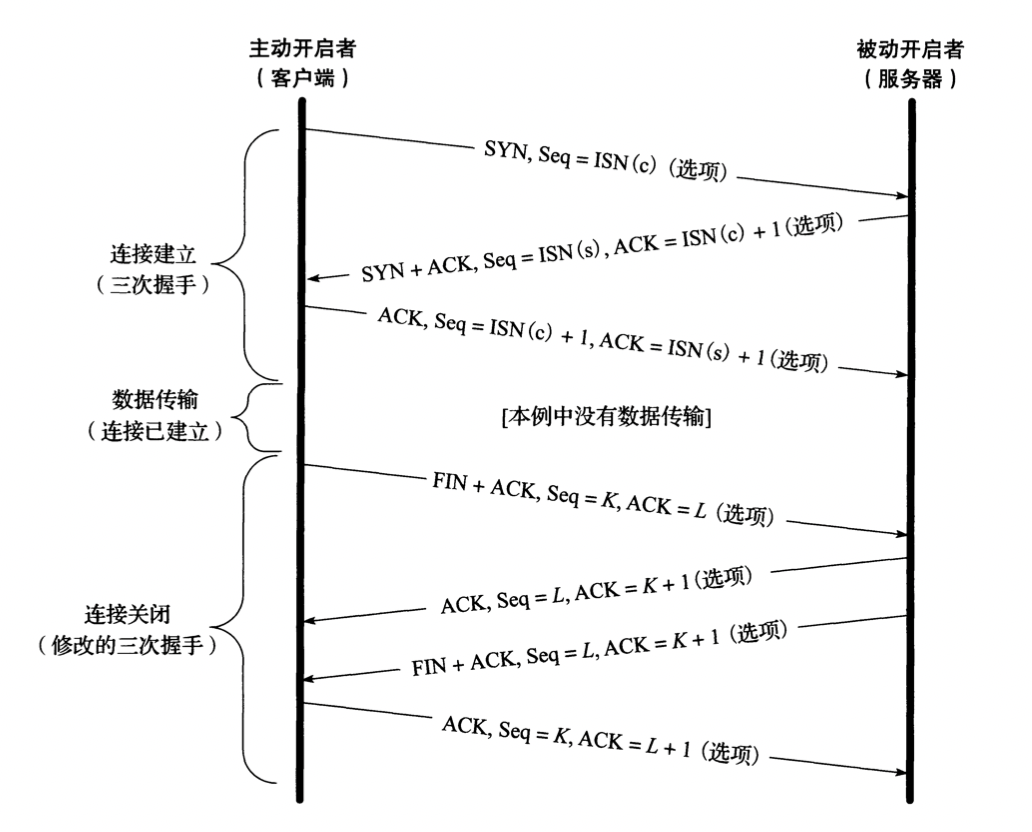 主动开启者
（客户端）
被动开启者
（服务器）
SYN, Seq = ISN(c)（选项）
SYN + ACK, Seq = ISN(s), ACK = ISN(c) + 1(选项)
连接建立
（三次握手）
ACK, Seq = ISN(c) + 1, ACK = ISN(s) + 1(选项)
数据传输
（连接已建立）
[本例中没有数据传输]
FIN + ACK, Seq = K, ACK = L（选项）
ACK, Seq = L, ACK = K + 1(选项)
连接关闭
（修改的三次握手）
FIN + ACK, Seq = L, ACK = K + 1（选项）
ACK, Seq = K, ACK = L + 1（选项）